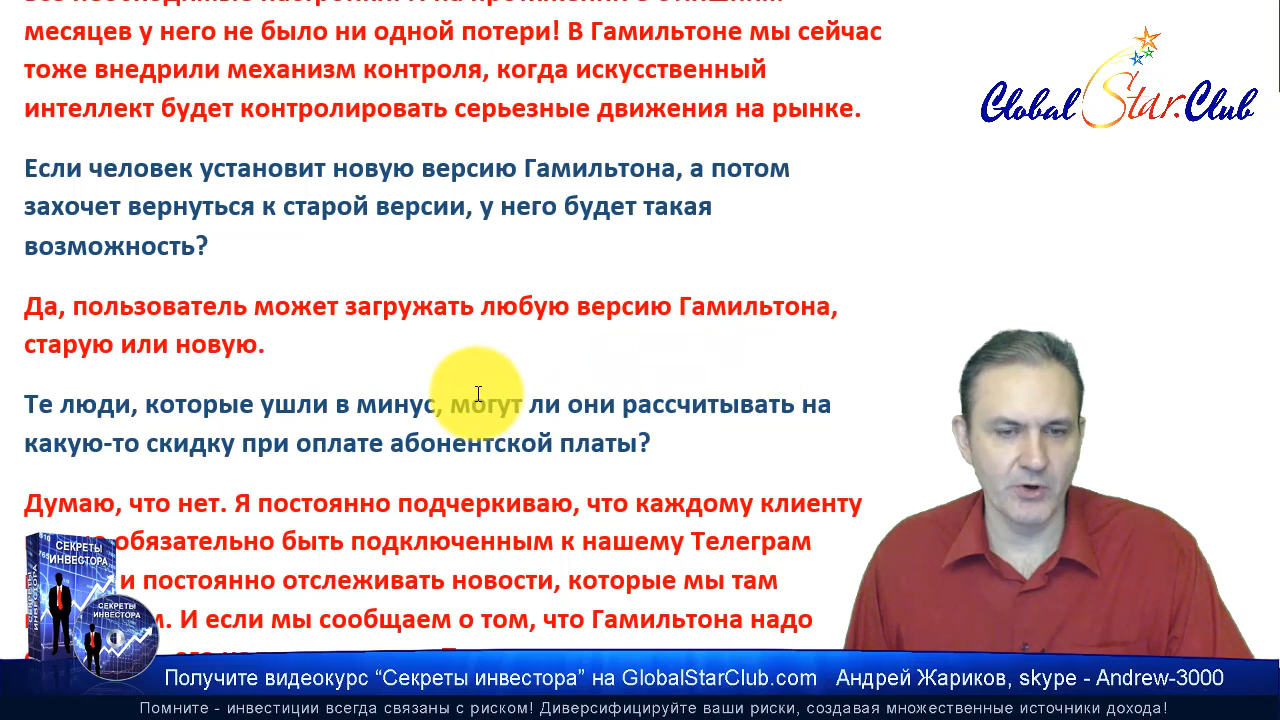 месяцев у него не было ни одной потери! В Гамильтоне мы сейчас
тоже внедрили механизм контроля, когда искусственный
интеллект будет контролировать серьезные движения на рынке.
Global Star.Club
Если человек установит новую версию Гамильтона, а потом
захочет вернуться к старой версии, у него будет такая
возможность?
Да, пользователь может загружать любую версию Гамильтона,
старую или новую.
Те люди, которые ушли в минус, могут ли они рассчитывать на
какую-то скидку при оплате абонентской платы?
Думаю, что нет. Я постоянно подчеркиваю, что каждому клиенту
обязательно быть подключенным к нашему Телеграм
и постоянно отслеживать новости, которые мы там
И если мы сообщаем о том, что Гамильтона надо
СЕКРЕТЫ
ИНВЕСТОРА
СЕКРЕТЫ ИНВЕСТОРА
СЕКРЕТЫ
ИНВЕСТОРА
Получите видеокурс “Секреты инвестора” на GlobalStarClub.com Андрей Жариков, skype - Andrew-3000
Помните - инвестиции всегда связаны с риском! Диверсифицируйте ваши риски, создавая множественные источники дохода!